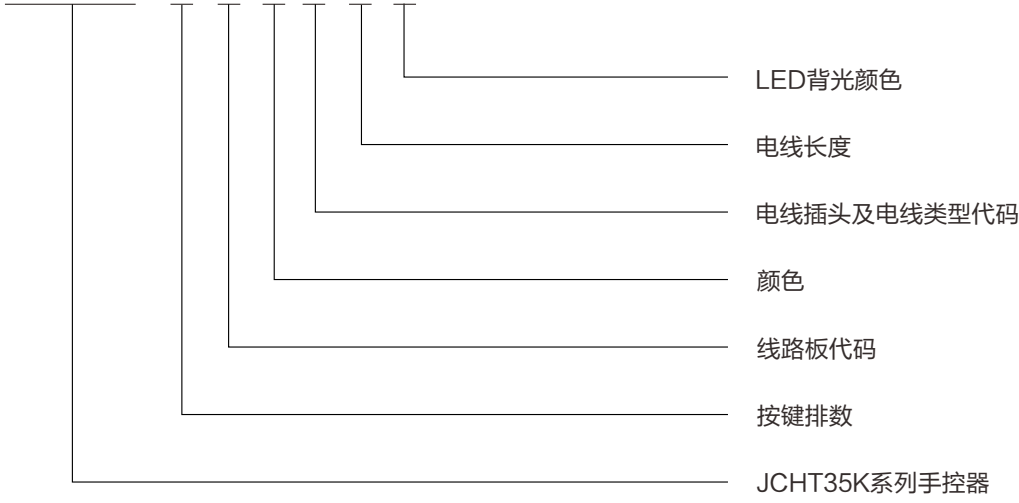 LED背光颜色
电线长度
电线插头及电线类型代码
颜色
线路板代码
按键排数
JCHT35K系列手控器